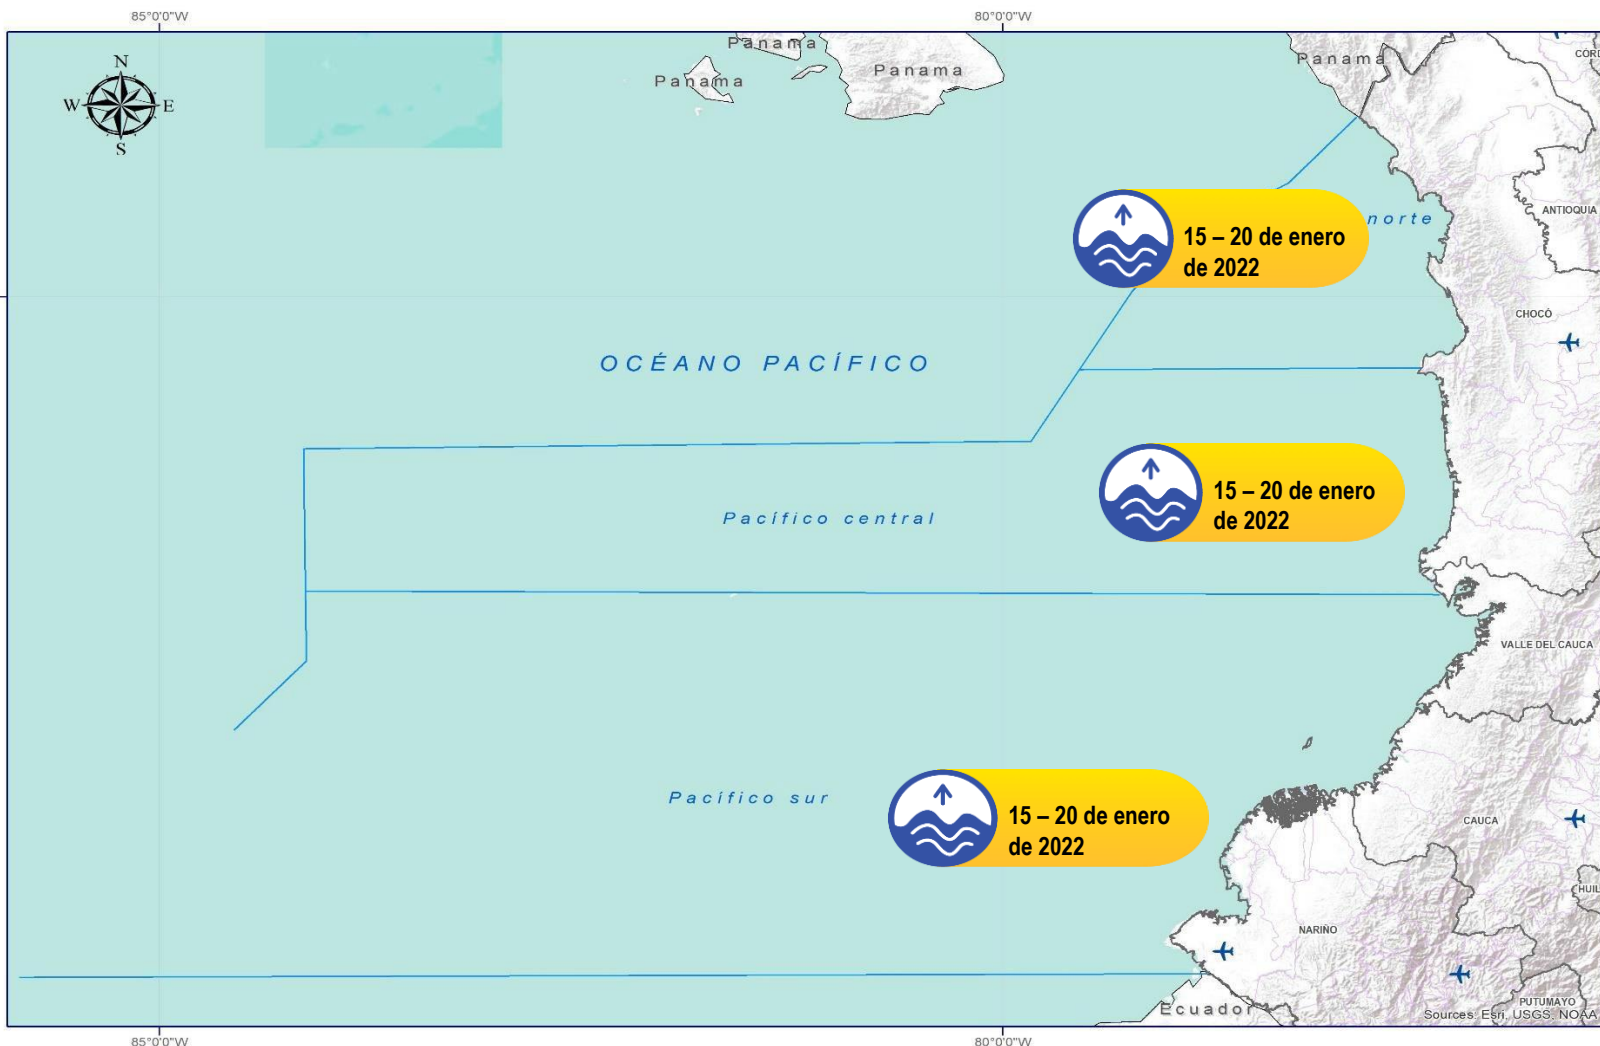 85°0'0"W
80°0'0"W
N
W
E
S
Panama
Panama
Panama
Panama
ANTIOQUIA
norte
15 – 20 de enero
de 2022
CHOCÓ
OCÉANO PACÍFICO
15 – 20 de enero
de 2022
Pacífico central
VALLE DEL CAUCA
Pacífico sur
15 – 20 de enero
de 2022
CAUCA
NARIÑO
PUTUMAYO
Ecuador
Sources: Esri, USGS, NOAA
85°0'0"W
80°0'0"W